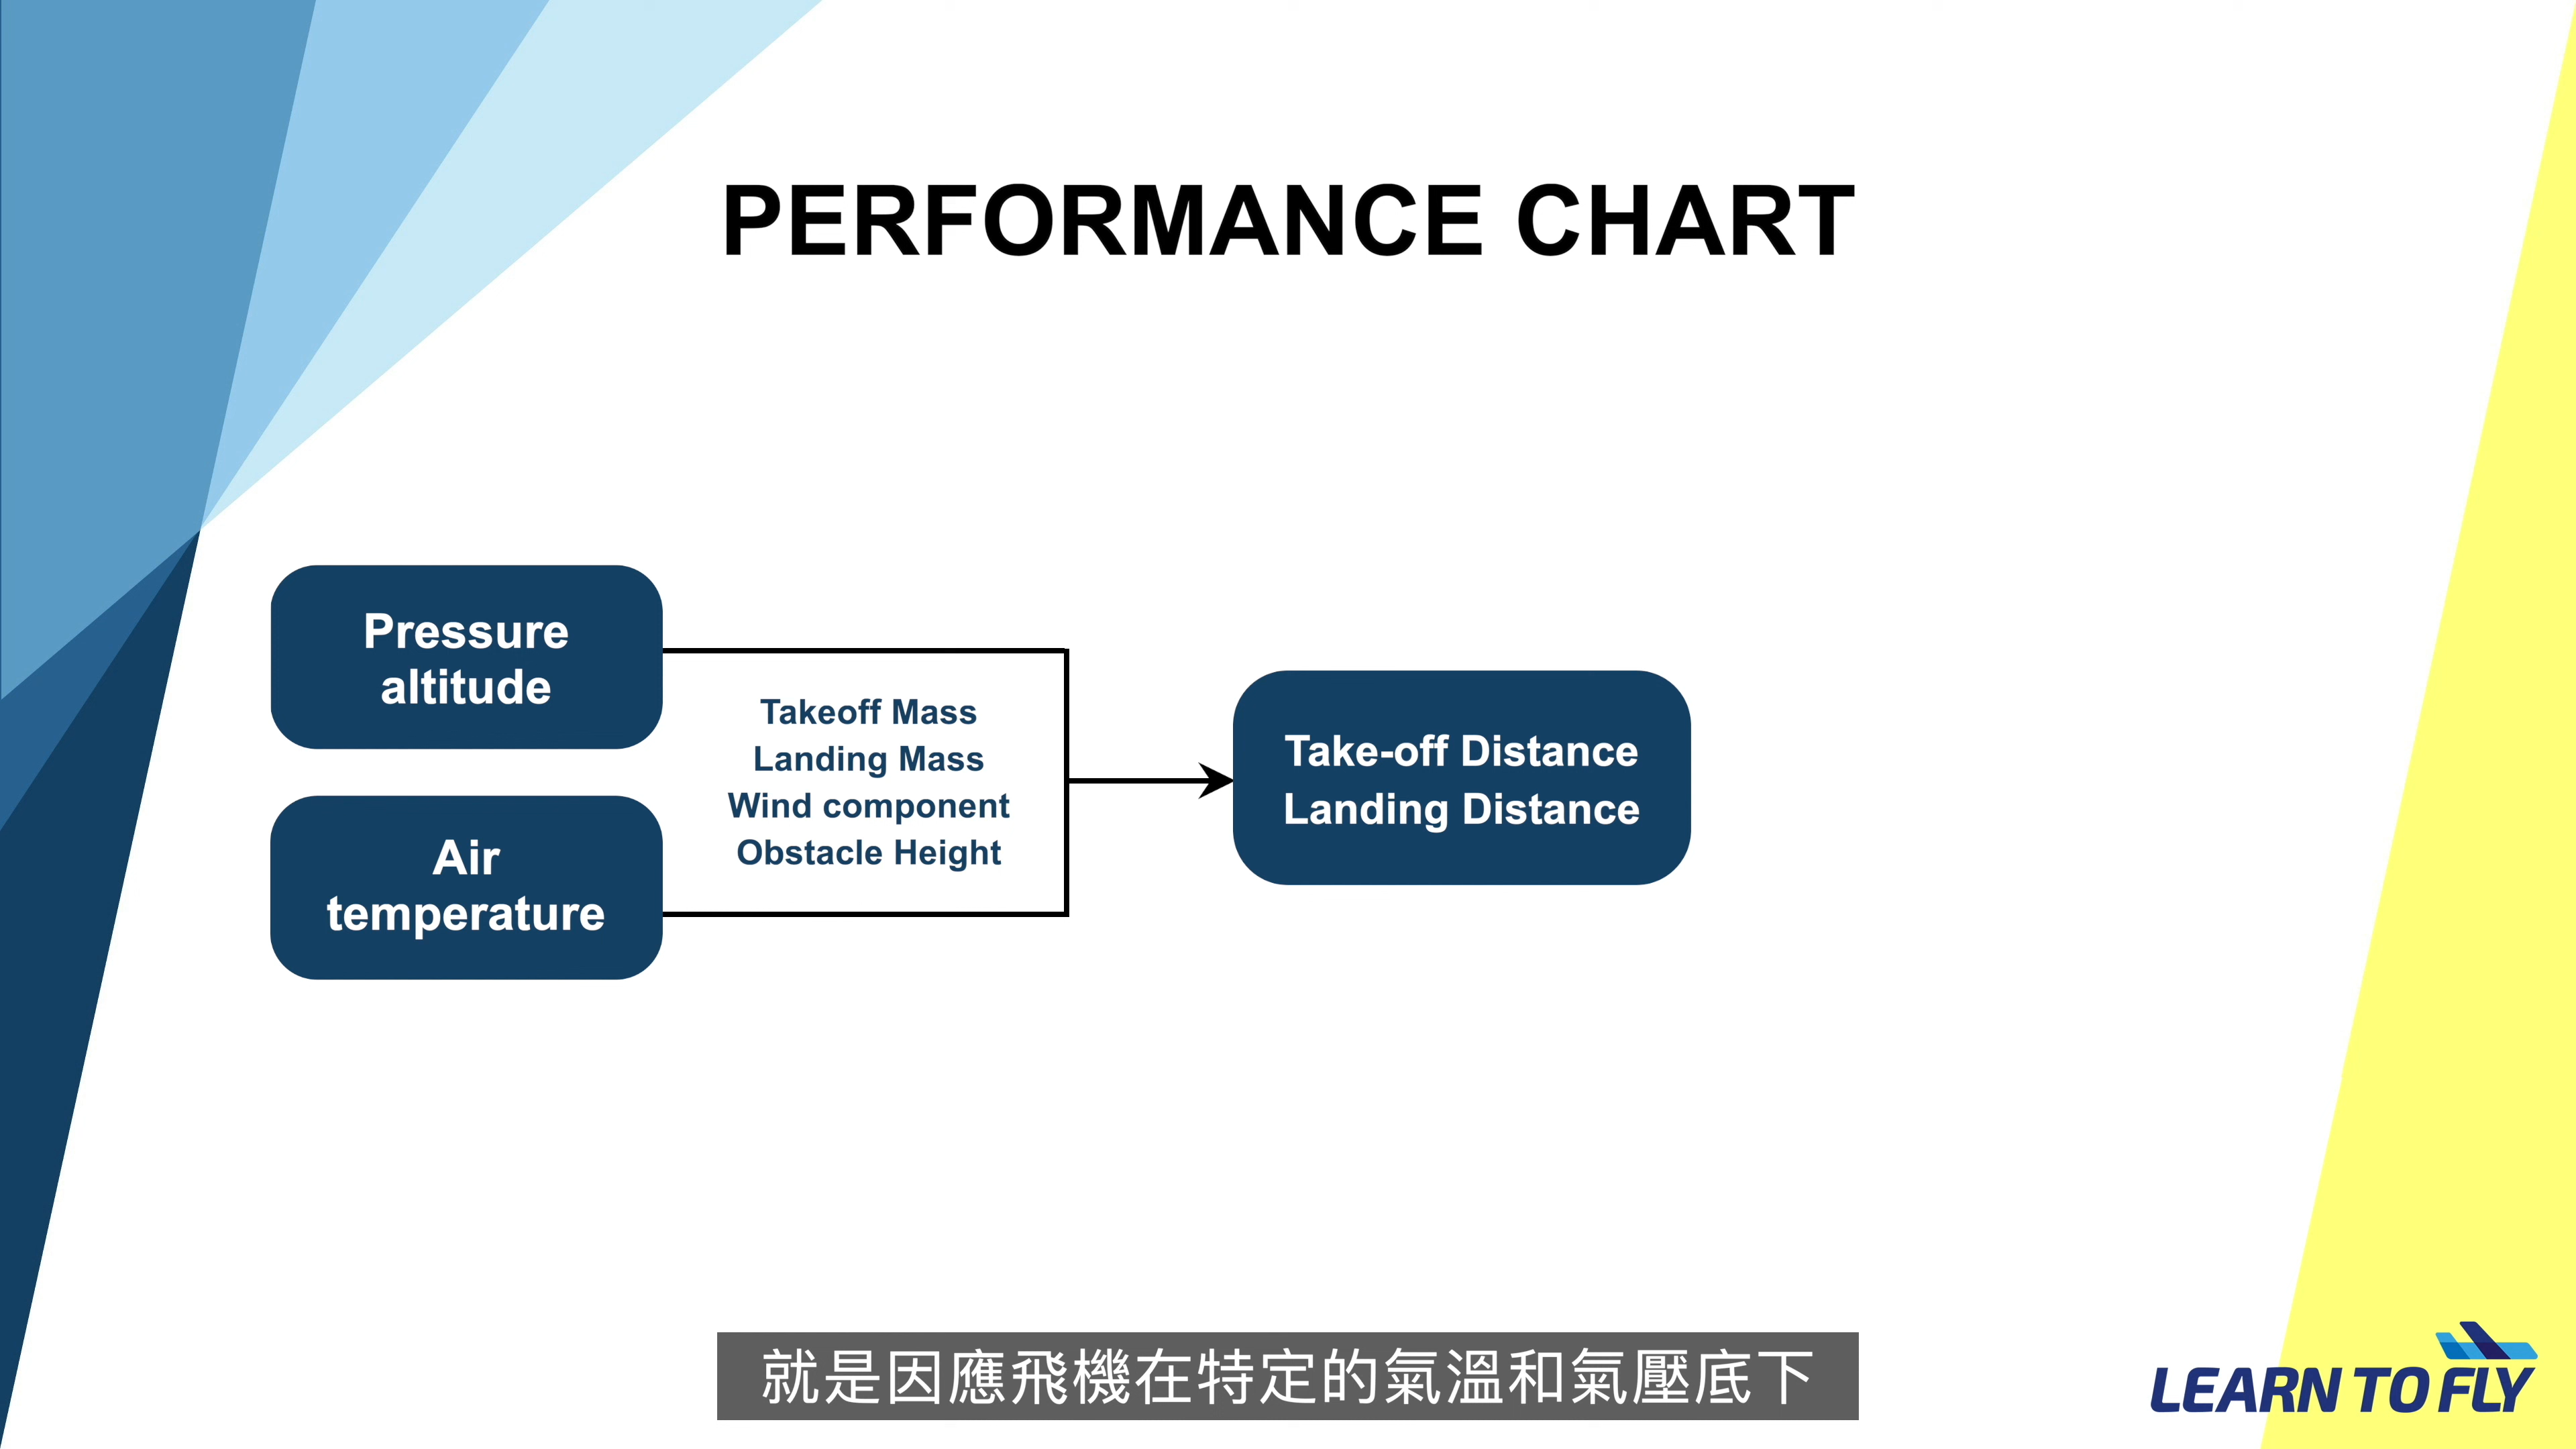 PERFORMANCE CHART
Pressure
altitude
Air
temperature
Takeoff Mass
Landing Mass
Wind component
Obstacle Height
Take-off Distance
Landing Distance
就是因應飛機在特定的氣溫和氣壓底下
LEARN TO FLY